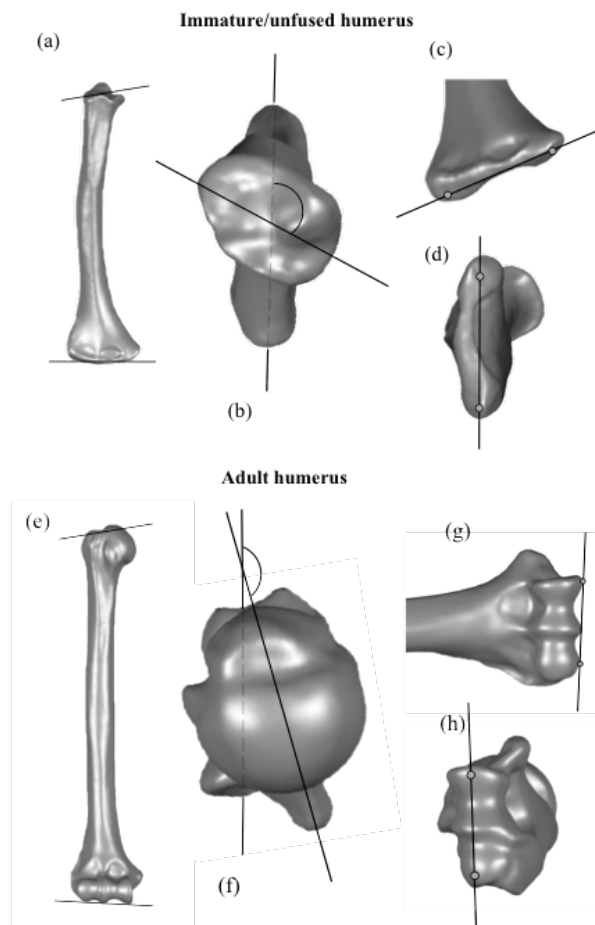 Immature/unfused humerus
(a)
(c)
(d)
(b)
Adult humerus
(e)
(g)
(h)
(f)